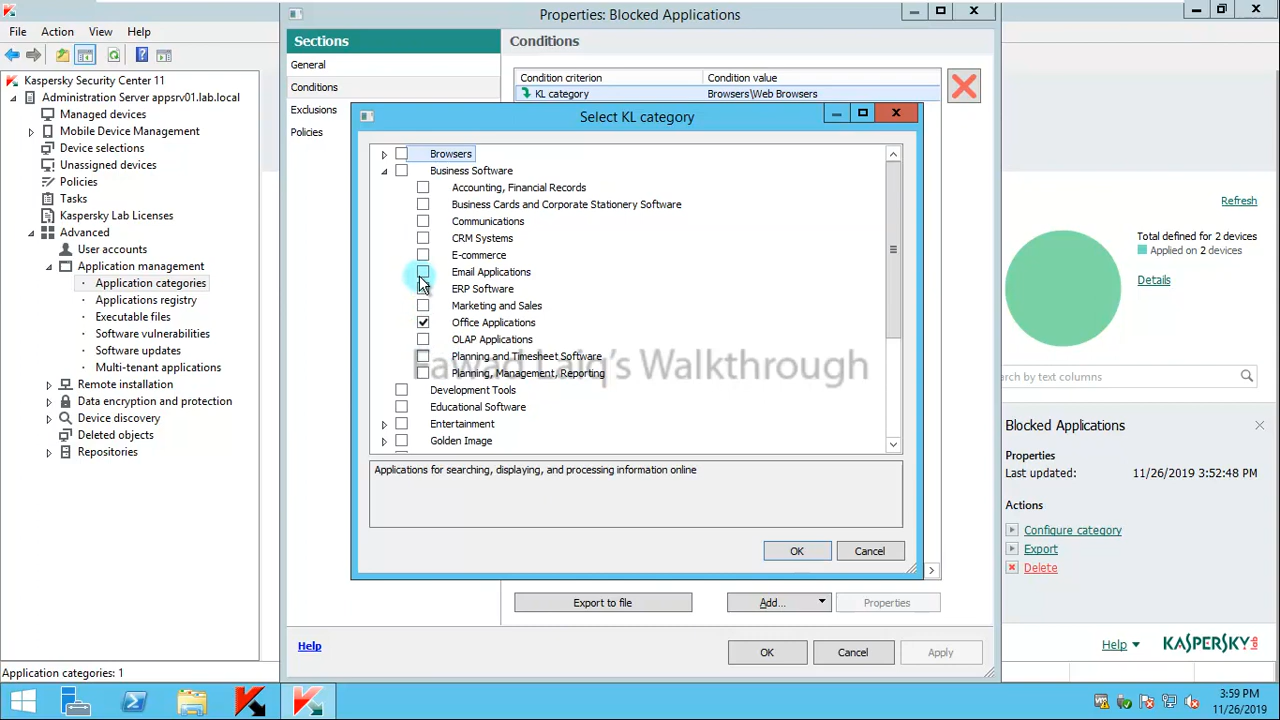 Properties: Blocked Applications
File Action View Help
Sections
General
Conditions
Exclusions
Policies
Conditions
Condition criterion Condition value
KL category Browsers\Web Browsers
Kaspersky Security Center 11
Administration Server appsrv01.lab.local
Managed devices
Mobile Device Management
Device selections
Unassigned devices
Policies
Tasks
Kaspersky Lab Licenses
Advanced
User accounts
Application management
Application categories
Applications registry
Executable files
Software vulnerabilities
Software updates
Multi-tenant applications
Remote installation
Data encryption and protection
Device discovery
Deleted objects
Repositories
Select KL category
Browsers
Business Software
Accounting, Financial Records
Business Cards and Corporate Stationery Software
Communications
CRM Systems
E-commerce
Email Applications
ERP Software
Marketing and Sales
Office Applications
OLAP Applications
Planning and Timesheet Software
Planning, Management, Reporting
Development Tools
Educational Software
Entertainment
Golden Image
Fawad Laiq's Walkthrough
Applications for searching, displaying, and processing information online
OK Cancel
Export to file Add... Properties
Help
OK Cancel Apply
Refresh
Total defined for 2 devices
Applied on 2 devices
Details
rch by text columns
Blocked Applications
Properties
Last updated: 11/26/2019 3:52:48 PM
Actions
Configure category
Export
Delete
Help KASPERSKY lab
Application categories: 1
3:59 PM
11/26/2019